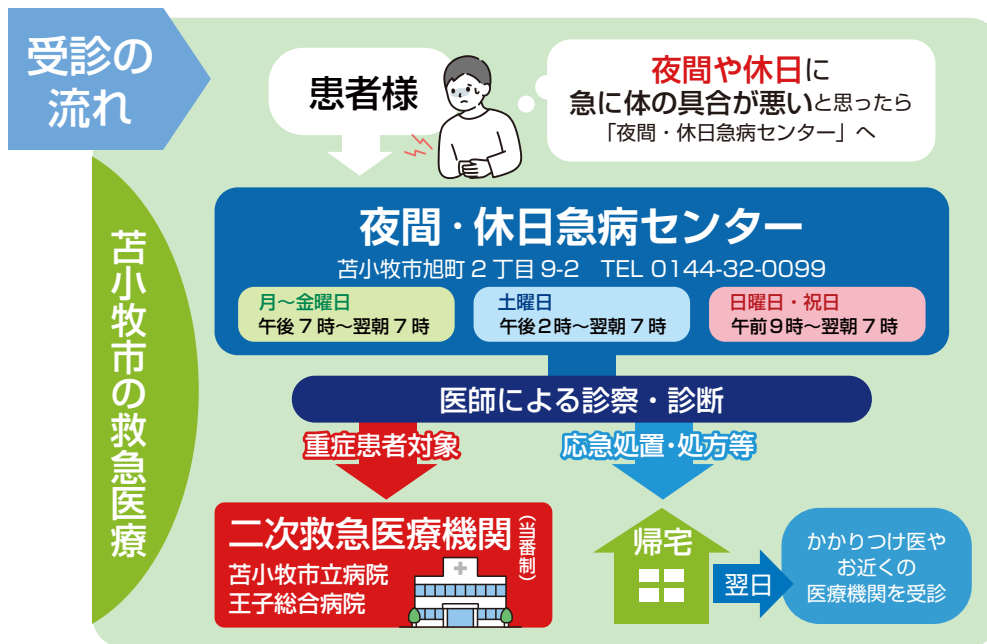 受診の
流れ
患者様
夜間や休日に
急に体の具合が悪いと思ったら
「夜間・休日急病センター」へ
苫小牧市の救急医療
夜間・休日急病センター
苫小牧市旭町2丁目9-2 TEL 0144-32-0099
月～金曜日
午後7時～翌朝7時
土曜日
午後2時～翌朝7時
日曜日・祝日
午前9時～翌朝7時
医師による診察・診断
重症患者対象
応急処置・処方等
二次救急医療機関(当番制)
苫小牧市立病院
王子総合病院
帰宅
翌日
かかりつけ医や
お近くの
医療機関を受診